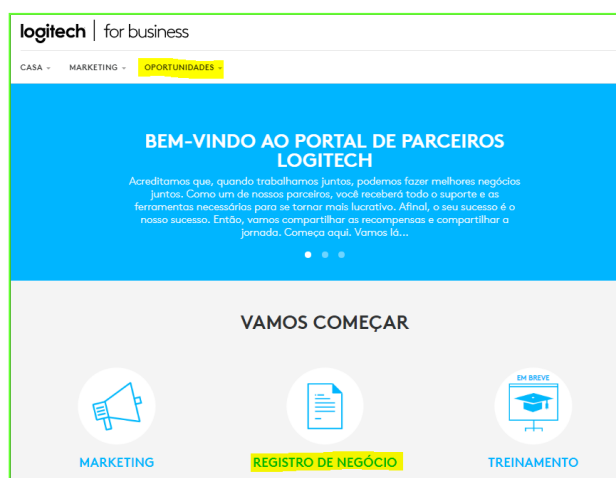 logitech | for business
CASA
MARKETING
OPORTUNIDADES
BEM-VINDO AO PORTAL DE PARCEIROS
LOGITECH
Acreditamos que, quando trabalhamos juntos, podemos fazer melhores negócios
juntos. Como um de nossos parceiros, você receberá todo o suporte e as
ferramentas necessárias para se tornar mais lucrativo. Afinal, o seu sucesso é o
nosso sucesso. Então, vamos compartilhar as recompensas e compartilhar a
jornada. Começa aqui. Vamos lá...
VAMOS COMEÇAR
EM BREVE
MARKETING
REGISTRO DE NEGÓCIO
TREINAMENTO